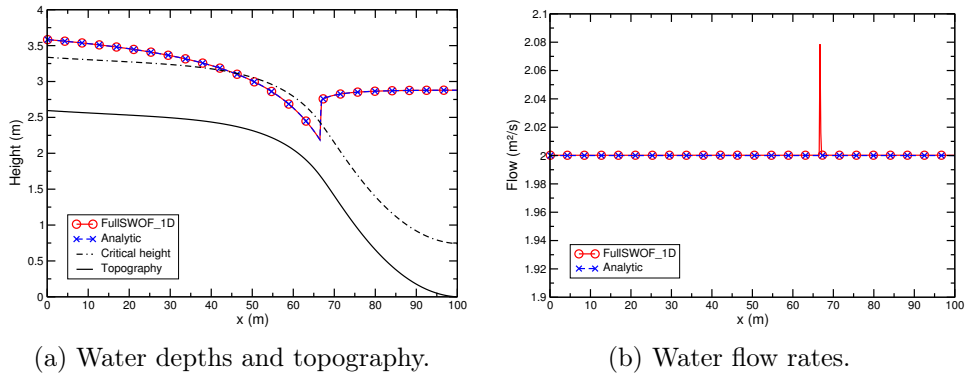 4
3.5
3
2.5
2
1.5
1
0.5
0
Height (m)
FullSWOF_1D
Analytic
Critical height
Topography
0 10 20 30 40 50 60 70 80 90 100
x (m)
(a) Water depths and topography.
2.1
2.08
2.06
2.04
2.02
2
1.98
1.96
1.94
1.92
1.9
Flow (m²/s)
FullSWOF_1D
Analytic
0 10 20 30 40 50 60 70 80 90 100
x (m)
(b) Water flow rates.